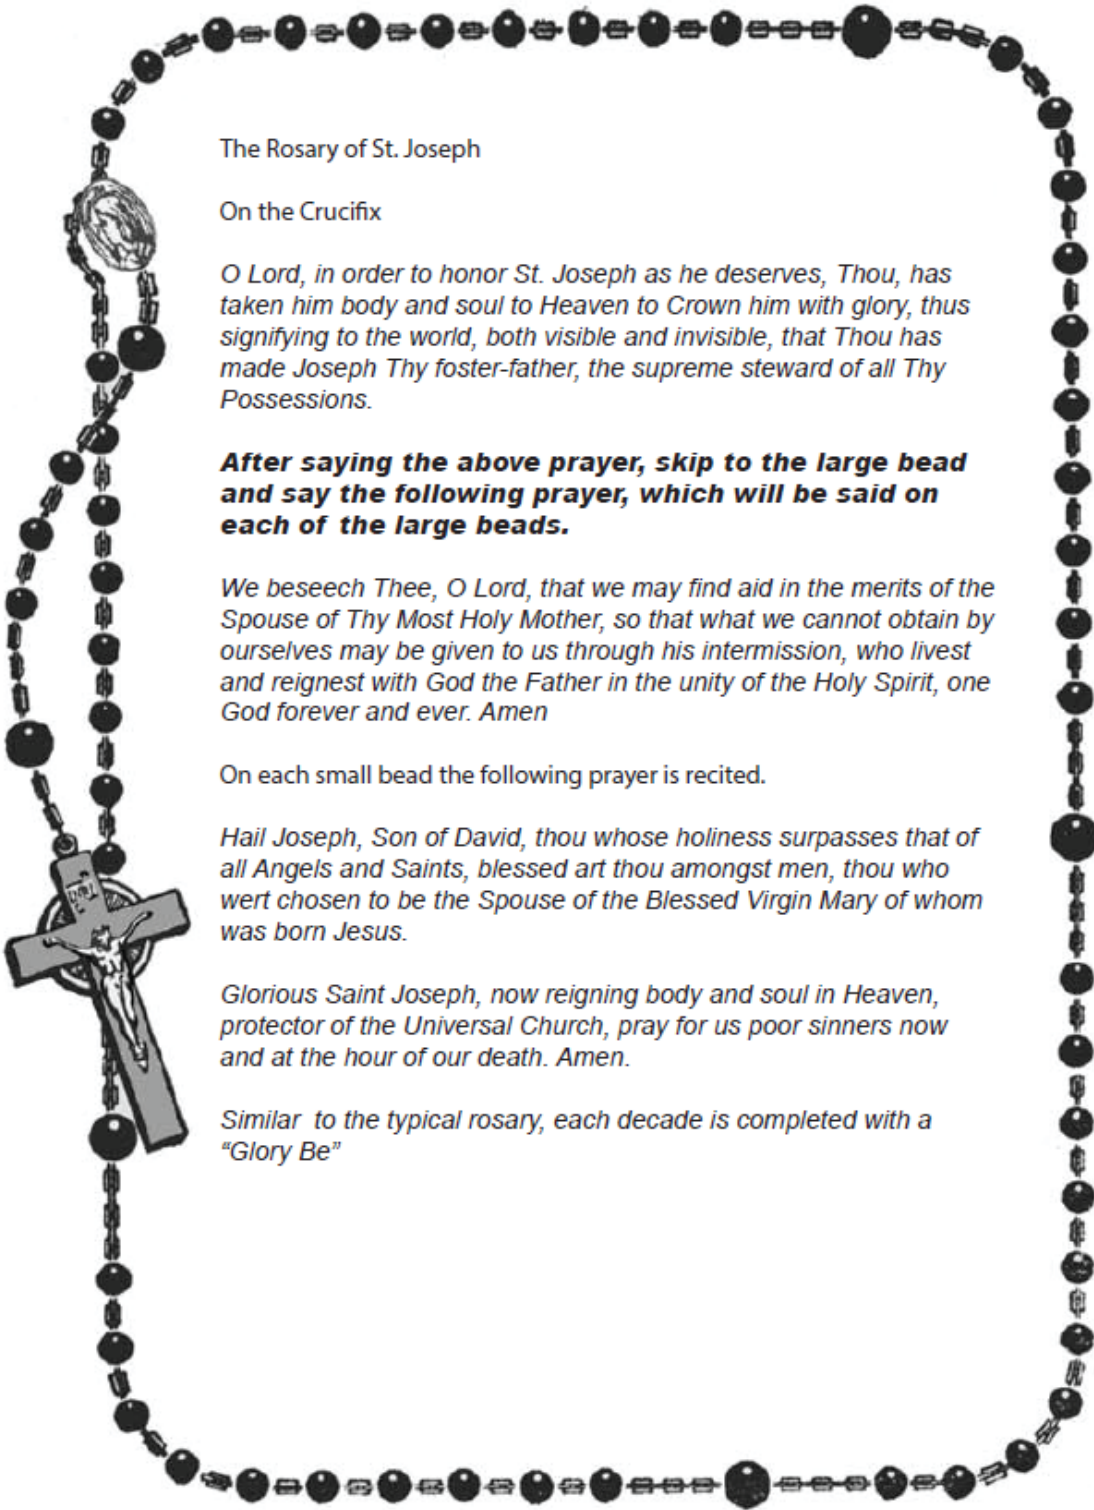 The Rosary of St. Joseph
On the Crucifix
O Lord, in order to honor St. Joseph as he deserves, Thou, has
taken him body and soul to Heaven to Crown him with glory, thus
signifying to the world, both visible and invisible, that Thou has
made Joseph Thy foster-father, the supreme steward of all Thy
Possessions.
After saying the above prayer, skip to the large bead
and say the following prayer, which will be said on
each of the large beads.
We beseech Thee, O Lord, that we may find aid in the merits of the
Spouse of Thy Most Holy Mother, so that what we cannot obtain by
ourselves may be given to us through his intermission, who livest
and reignest with God the Father in the unity of the Holy Spirit, one
God forever and ever. Amen
On each small bead the following prayer is recited.
Hail Joseph, Son of David, thou whose holiness surpasses that of
all Angels and Saints, blessed art thou amongst men, thou who
wert chosen to be the Spouse of the Blessed Virgin Mary of whom
was born Jesus.
Glorious Saint Joseph, now reigning body and soul in Heaven,
protector of the Universal Church, pray for us poor sinners now
and at the hour of our death. Amen.
Similar to the typical rosary, each decade is completed with a
“Glory Be”